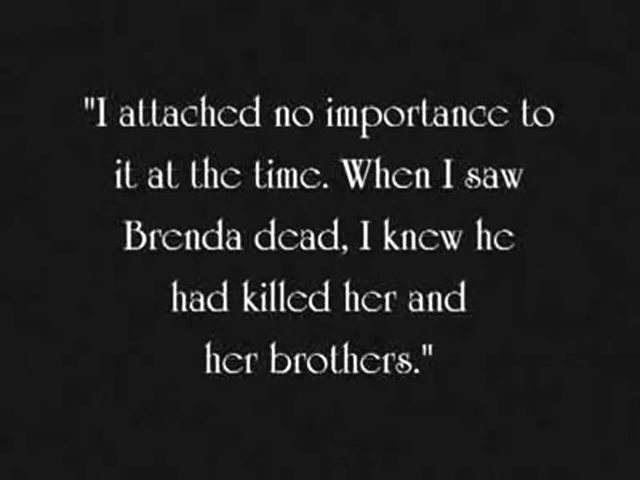 "I attached no importance to
it at the time. When I saw
Brenda dead, I knew he
had killed her and
her brothers."